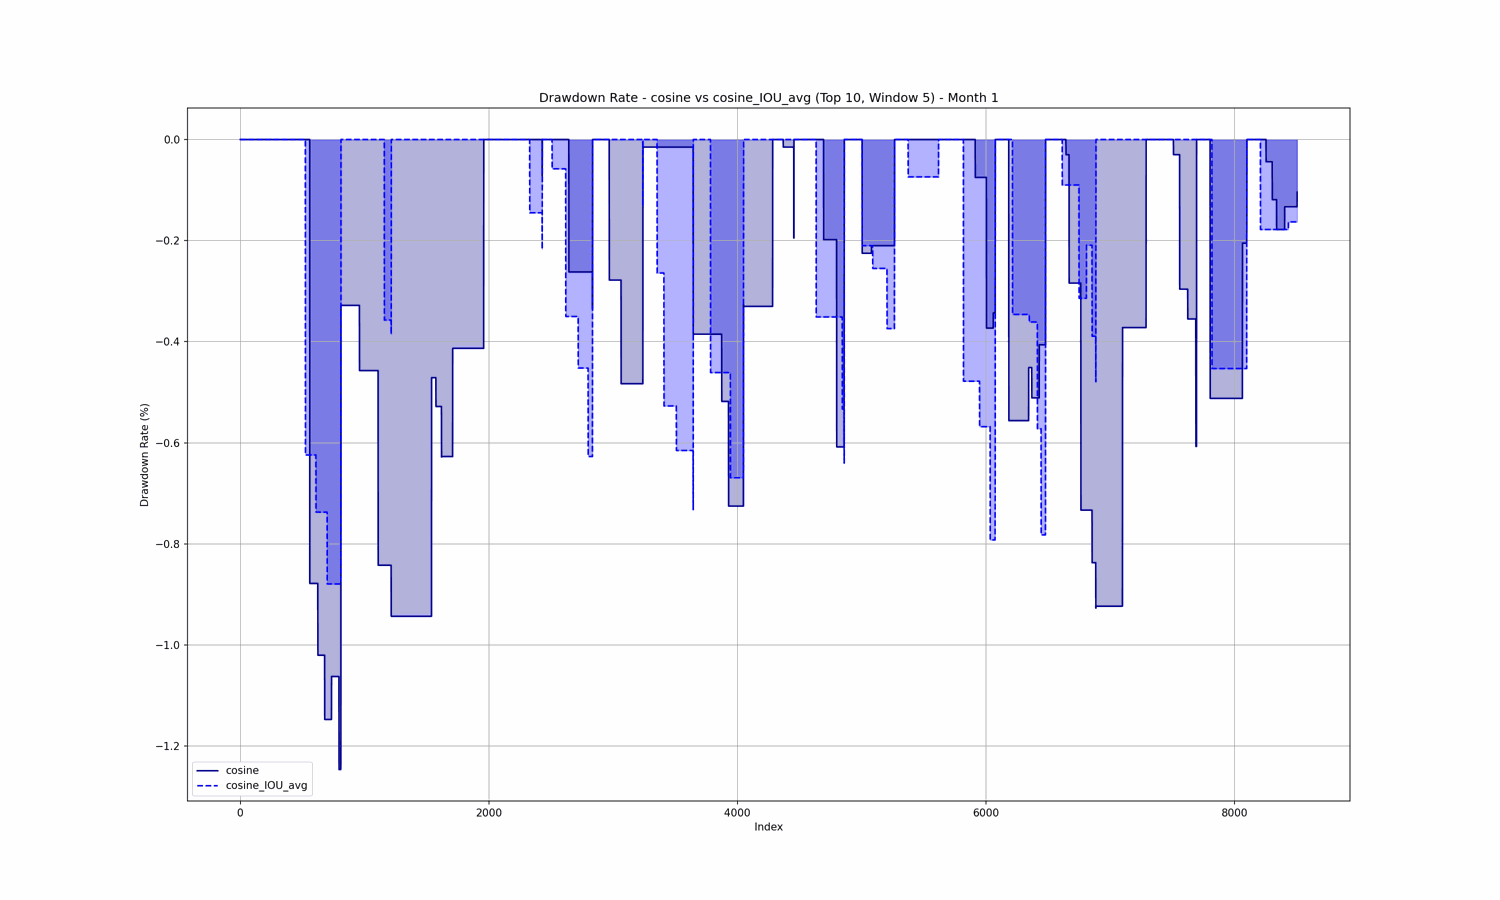 Drawdown Rate - cosine vs cosine_IOU_avg (Top 10, Window 5) - Month 1
0.0
−0.2
−0.4
−0.6
−0.8
−1.0
−1.2
Drawdown Rate (%)
cosine
cosine_IOU_avg
0 2000 4000 6000 8000
Index